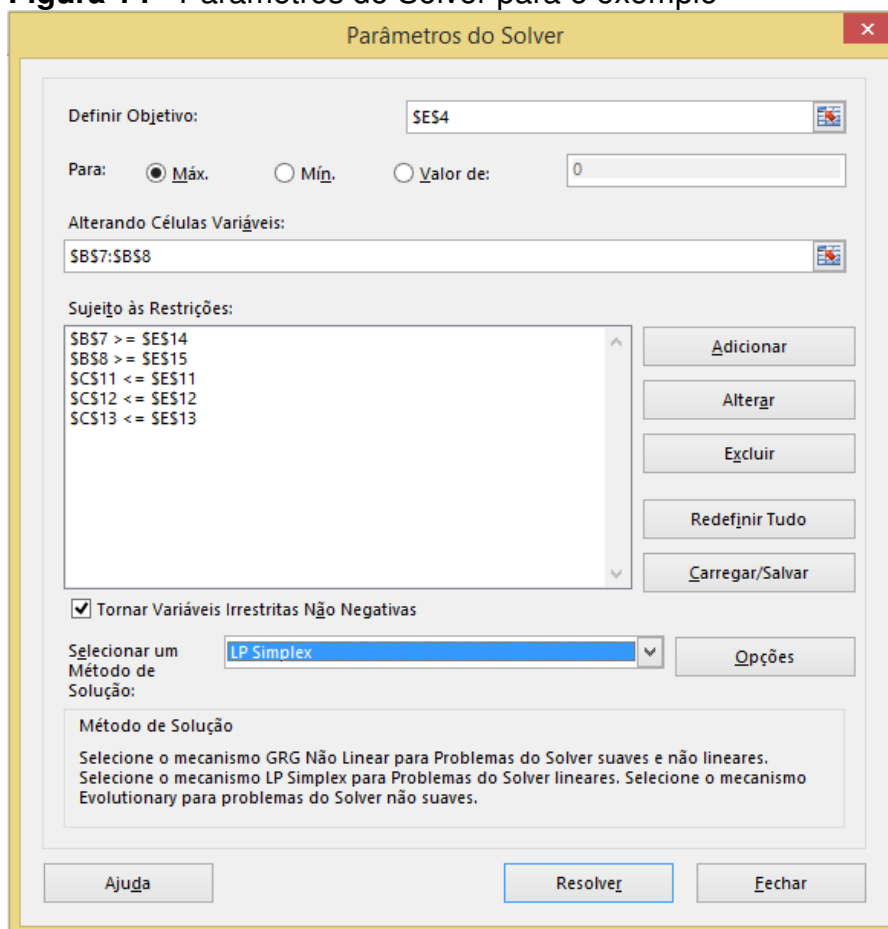 Parâmetros do Solver
Definir Objetivo: $E$4
Para: Máx. Mín. Valor de: 0
Alterando Células Variáveis:
$B$7:$B$8
Sujeito às Restrições:
$B$7 >= $E$14
$B$8 >= $E$15
$C$11 <= $E$11
$C$12 <= $E$12
$C$13 <= $E$13
Adicionar
Alterar
Excluir
Redefinir Tudo
Carregar/Salvar
Tornar Variáveis Irrestritas Não Negativas
Selecionar um
Método de
Solução:
LP Simplex
Opções
Método de Solução
Selecione o mecanismo GRG Não Linear para Problemas do Solver suaves e não lineares.
Selecione o mecanismo LP Simplex para Problemas do Solver lineares. Selecione o mecanismo
Evolutionary para problemas do Solver não suaves.
Ajuda Resolver Fechar